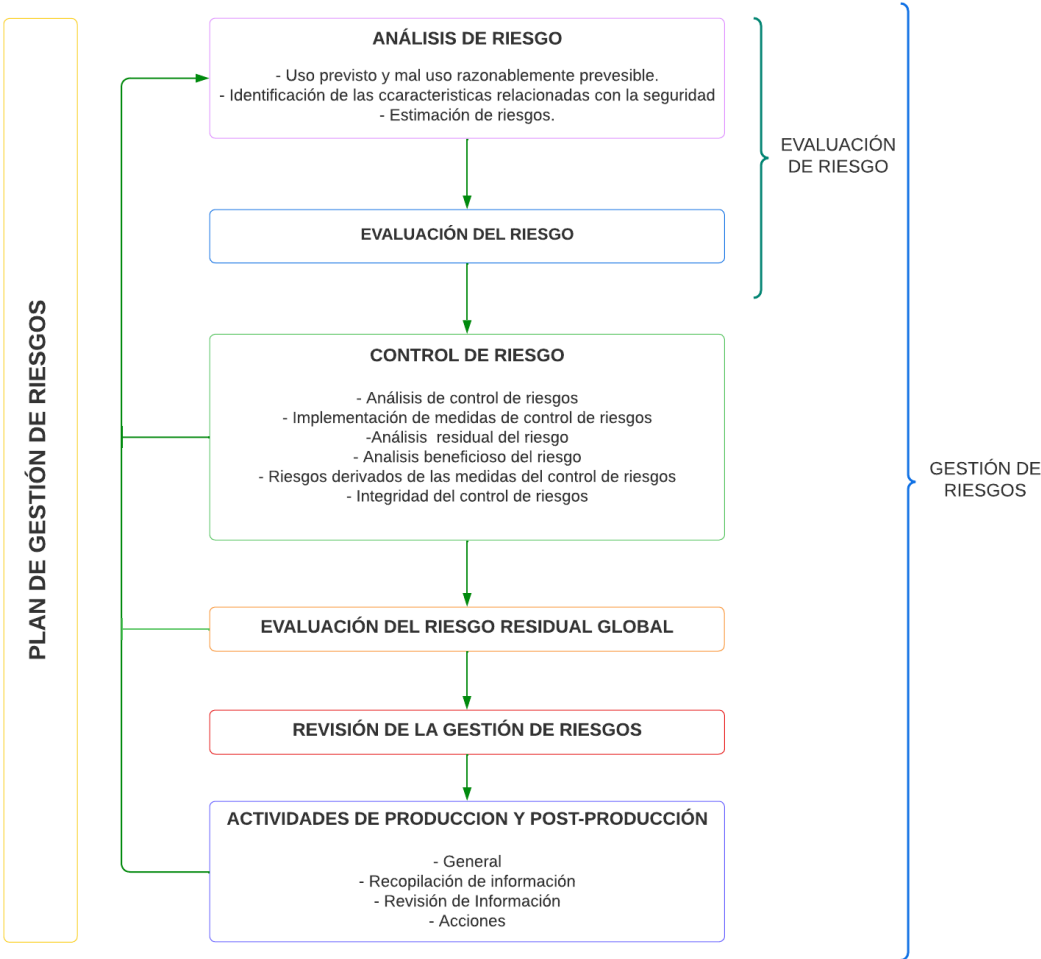 PLAN DE GESTIÓN DE RIESGOS
ANÁLISIS DE RIESGO
- Uso previsto y mal uso razonablemente prevesible.
- Identificación de las ccaracteristicas relacionadas con la seguridad
- Estimación de riesgos.
EVALUACIÓN
DE RIESGO
EVALUACIÓN DEL RIESGO
CONTROL DE RIESGO
- Análisis de control de riesgos
- Implementación de medidas de control de riesgos
-Análisis  residual del riesgo
- Analisis beneficioso del riesgo
- Riesgos derivados de las medidas del control de riesgos
- Integridad del control de riesgos
GESTIÓN DE
RIESGOS
EVALUACIÓN DEL RIESGO RESIDUAL GLOBAL
REVISIÓN DE LA GESTIÓN DE RIESGOS
ACTIVIDADES DE PRODUCCION Y POST-PRODUCCIÓN
- General
- Recopilación de información
- Revisión de Información
- Acciones